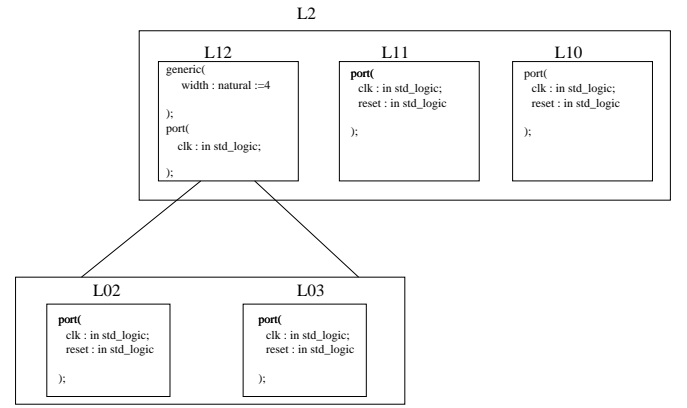 L2
L12
generic(
width : natural :=4
);
port(
clk : in std_logic;
);
L11
port(
clk : in std_logic;
reset : in std_logic
);
L10
port(
clk : in std_logic;
reset : in std_logic
);
L02
port(
clk : in std_logic;
reset : in std_logic
);
L03
port(
clk : in std_logic;
reset : in std_logic
);